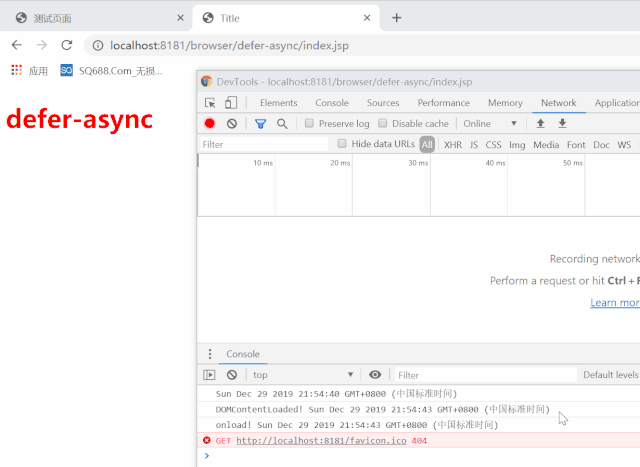 测试页面
Title
localhost:8181/browser/defer-async/index.jsp
应用
SQ688.Com_无损...
defer-async
DevTools - localhost:8181/browser/defer-async/index.jsp
Elements Console Sources Performance Memory Network Application
Preserve log Disable cache Online
Filter Hide data URLs All XHR JS CSS Img Media Font Doc WS
10 ms 20 ms 30 ms 40 ms 50 ms
Recording network
Perform a request or hit Ctrl +
Learn more
Console
top Filter Default levels
Sun Dec 29 2019 21:54:40 GMT+0800 (中国标准时间)
DOMContentLoaded! Sun Dec 29 2019 21:54:43 GMT+0800 (中国标准时间)
onload! Sun Dec 29 2019 21:54:43 GMT+0800 (中国标准时间)
GET http://localhost:8181/favicon.ico 404